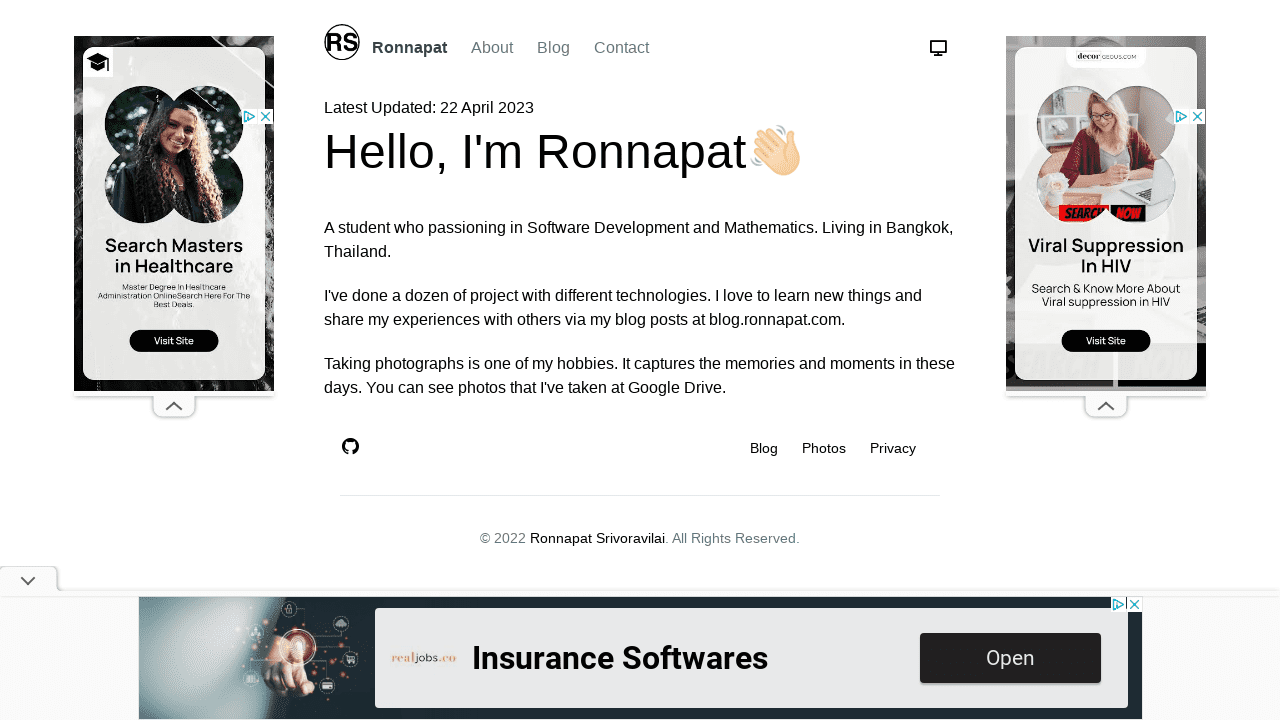 RS
Ronnapat About Blog Contact
Latest Updated: 22 April 2023
Hello, I'm Ronnapat
A student who passioning in Software Development and Mathematics. Living in Bangkok,
Thailand.
I've done a dozen of project with different technologies. I love to learn new things and
share my experiences with others via my blog posts at blog.ronnapat.com.
Taking photographs is one of my hobbies. It captures the memories and moments in these
days. You can see photos that I've taken at Google Drive.
Blog Photos Privacy
© 2022 Ronnapat Srivoravilai. All Rights Reserved.
Search Masters
in Healthcare
Master Degree In Healthcare
Administration OnlineSearch Here For The
Best Deals.
Visit Site
decorgeous.com
SEARCH NOW
Viral Suppression
In HIV
Search & Know More About
Viral suppression in HIV
Visit Site
realjobs.co
Insurance Softwares
Open